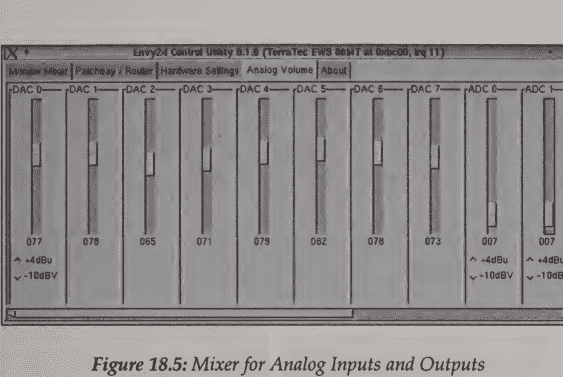 Envy24 Control Utility 0.1.6 (TerraTec EWS 88MT at 0xbc00, irq 11)
Monitor Mixer Patchbay / Router Hardware Settings Analog Volume About
DAC 0 DAC 1 DAC 2 DAC 3 DAC 4 DAC 5 DAC 6 DAC 7 ADC 0 ADC 1
077 078 065 071 079 062 078 073 007 007
+4dBu +4dBu +4dBu
-10dBV -10dBV -10dB
Figure 18.5: Mixer for Analog Inputs and Outputs